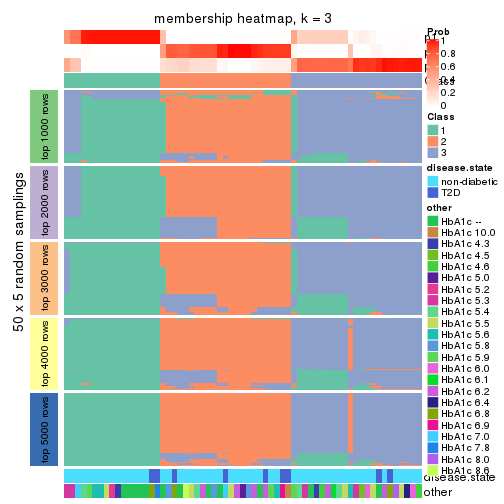 membership heatmap, k = 3
50 x 5 random samplings
top 1000 rows
top 2000 rows
top 3000 rows
top 4000 rows
top 5000 rows
Prob
1
0.8
0.6
0.4
0.2
0
Class
1
2
3
disease.state
non-diabetic
T2D
other
HbA1c --
HbA1c 10.0
HbA1c 4.3
HbA1c 4.5
HbA1c 4.6
HbA1c 5.0
HbA1c 5.2
HbA1c 5.3
HbA1c 5.4
HbA1c 5.5
HbA1c 5.6
HbA1c 5.8
HbA1c 5.9
HbA1c 6.0
HbA1c 6.1
HbA1c 6.2
HbA1c 6.4
HbA1c 6.8
HbA1c 6.9
HbA1c 7.0
HbA1c 7.8
HbA1c 8.0
HbA1c 8.6
disease.state
other